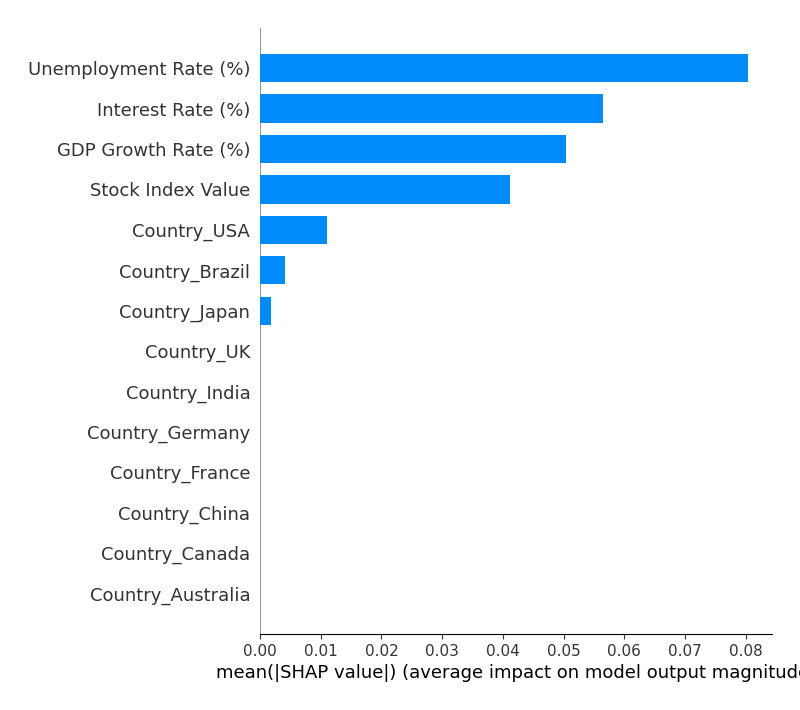 Unemployment Rate (%)
Interest Rate (%)
GDP Growth Rate (%)
Stock Index Value
Country_USA
Country_Brazil
Country_Japan
Country_UK
Country_India
Country_Germany
Country_France
Country_China
Country_Canada
Country_Australia
0.00 0.01 0.02 0.03 0.04 0.05 0.06 0.07 0.08
mean(|SHAP value|) (average impact on model output magnitude